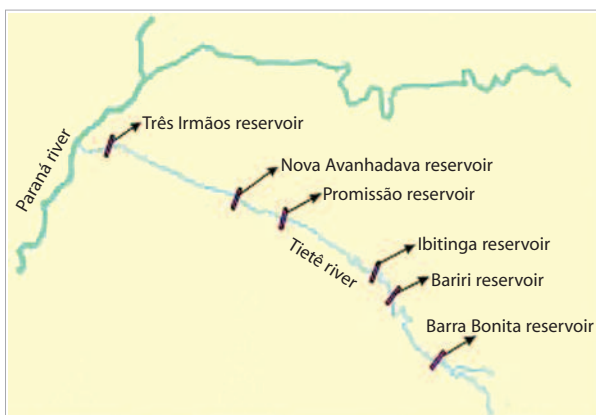 Três Irmãos reservoir
Paraná river
Nova Avanhadava reservoir
Promissão reservoir
Tietê river
Ibitinga reservoir
Bariri reservoir
Barra Bonita reservoir